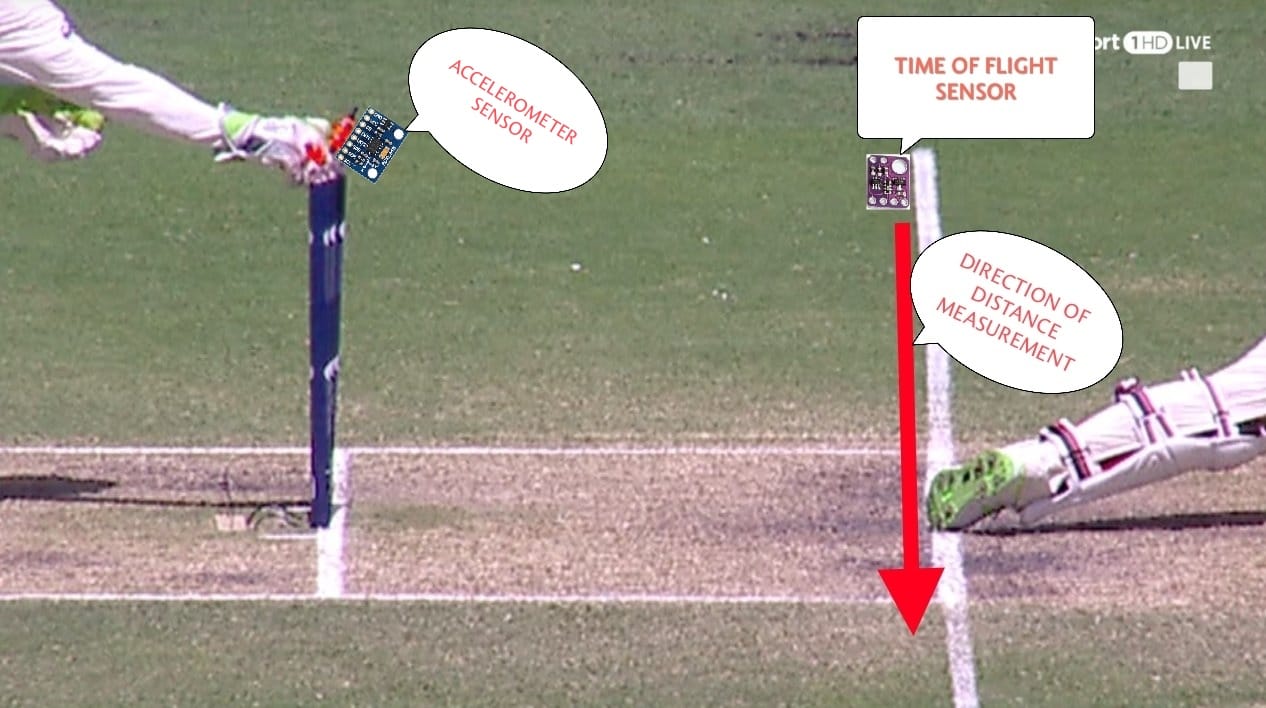 ACCELEROMETER
SENSOR
TIME OF FLIGHT
SENSOR
ort 1HD LIVE
DIRECTION OF
DISTANCE
MEASUREMENT